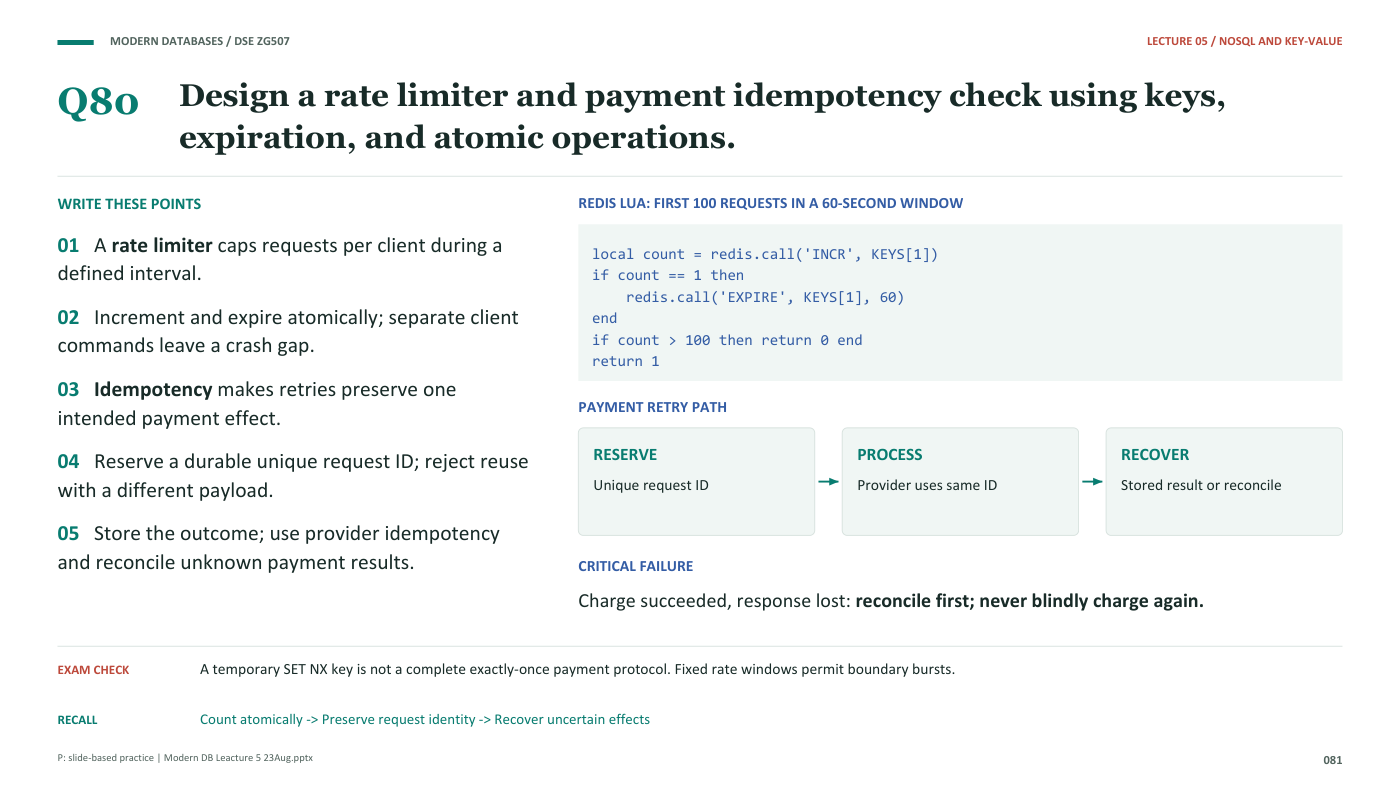 MODERN DATABASES / DSE ZG507
LECTURE 05 / NOSQL AND KEY-VALUE
Q80
Design a rate limiter and payment idempotency check using keys,
expiration, and atomic operations.
WRITE THESE POINTS
01 A rate limiter caps requests per client during a
defined interval.
02 Increment and expire atomically; separate client
commands leave a crash gap.
03 Idempotency makes retries preserve one
intended payment effect.
04 Reserve a durable unique request ID; reject reuse
with a different payload.
05 Store the outcome; use provider idempotency
and reconcile unknown payment results.
REDIS LUA: FIRST 100 REQUESTS IN A 60-SECOND WINDOW
local count = redis.call('INCR', KEYS[1])
if count == 1 then
    redis.call('EXPIRE', KEYS[1], 60)
end
if count > 100 then return 0 end
return 1
PAYMENT RETRY PATH
RESERVE
Unique request ID
PROCESS
Provider uses same ID
RECOVER
Stored result or reconcile
CRITICAL FAILURE
Charge succeeded, response lost: reconcile first; never blindly charge again.
EXAM CHECK
A temporary SET NX key is not a complete exactly-once payment protocol. Fixed rate windows permit boundary bursts.
RECALL
Count atomically -> Preserve request identity -> Recover uncertain effects
P: slide-based practice | Modern DB Leacture 5 23Aug.pptx
081